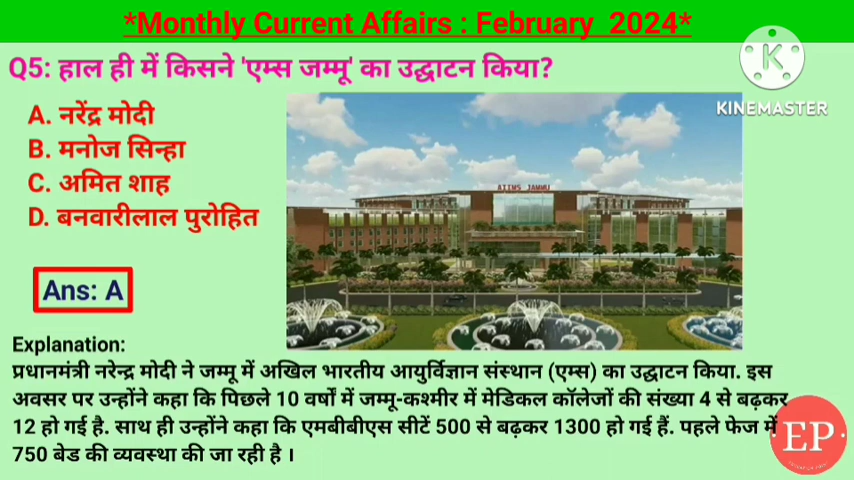 *Monthly Current Affairs : February 2024*
Q5: हाल ही में किसने 'एम्स जम्मू' का उद्घाटन किया?
KINEMASTER
A. नरेंद्र मोदी
B. मनोज सिन्हा
C. अमित शाह
D. बनवारीलाल पुरोहित
AIIMS JAMMU
Ans: A
Explanation:
प्रधानमंत्री नरेन्द्र मोदी ने जम्मू में अखिल भारतीय आयुर्विज्ञान संस्थान (एम्स) का उद्घाटन किया. इस
अवसर पर उन्होंने कहा कि पिछले 10 वर्षों में जम्मू-कश्मीर में मेडिकल कॉलेजों की संख्या 4 से बढ़कर
12 हो गई है. साथ ही उन्होंने कहा कि एमबीबीएस सीटें 500 से बढ़कर 1300 हो गई हैं. पहले फेज में
750 बेड की व्यवस्था की जा रही है ।
EP